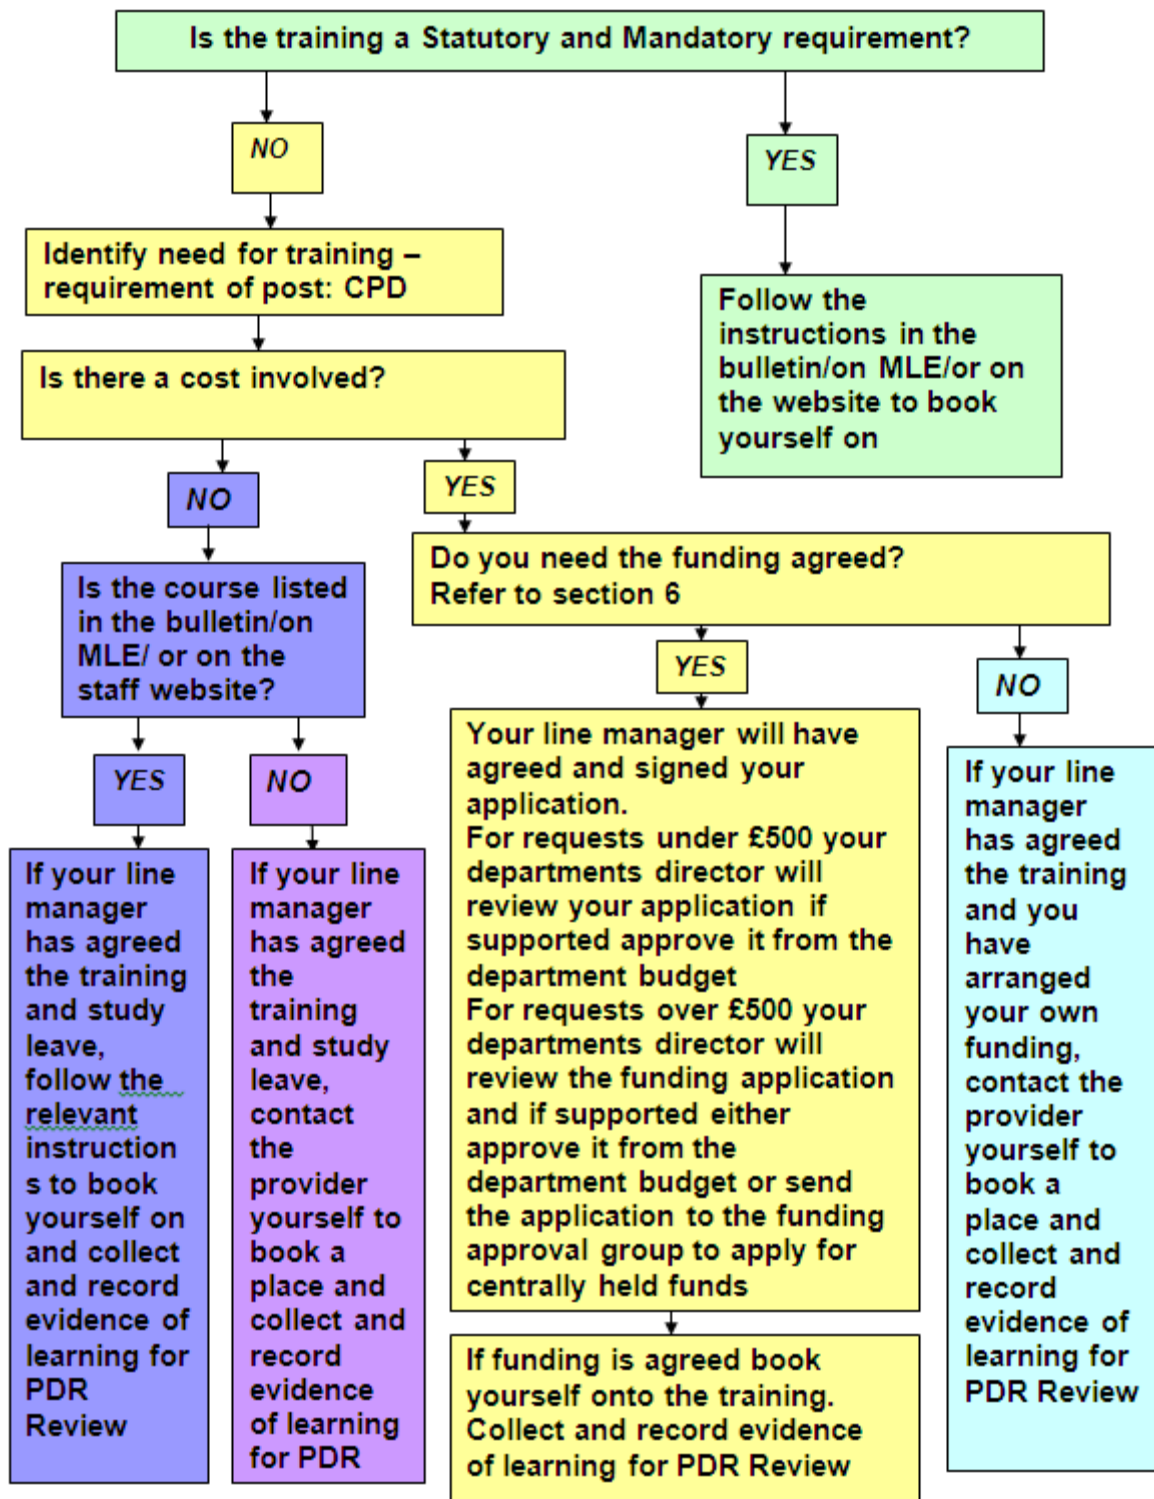 Is the training a Statutory and Mandatory requirement?
NO
YES
Identify need for training –
requirement of post: CPD
Follow the
instructions in the
bulletin/on MLE/or on
the website to book
yourself on
Is there a cost involved?
NO
YES
Do you need the funding agreed?
Refer to section 6
Is the course listed
in the bulletin/on
MLE/ or on the
staff website?
YES
NO
YES
NO
If your line
manager
has agreed
the training
and study
leave,
follow the
relevant
instruction
s to book
yourself on
and collect
and record
evidence of
learning for
PDR
Review
If your line
manager
has agreed
the
training
and study
leave,
contact
the
provider
yourself to
book a
place and
collect and
record
evidence
of learning
for PDR
Your line manager will have
agreed and signed your
application.
For requests under £500 your
departments director will
review your application if
supported approve it from the
department budget
For requests over £500 your
departments director will
review the funding application
and if supported either
approve it from the
department budget or send
the application to the funding
approval group to apply for
centrally held funds
If funding is agreed book
yourself onto the training.
Collect and record evidence
of learning for PDR Review
If your line
manager
has agreed
the training
and you
have
arranged
your own
funding,
contact the
provider
yourself to
book a
place and
collect and
record
evidence of
learning for
PDR Review